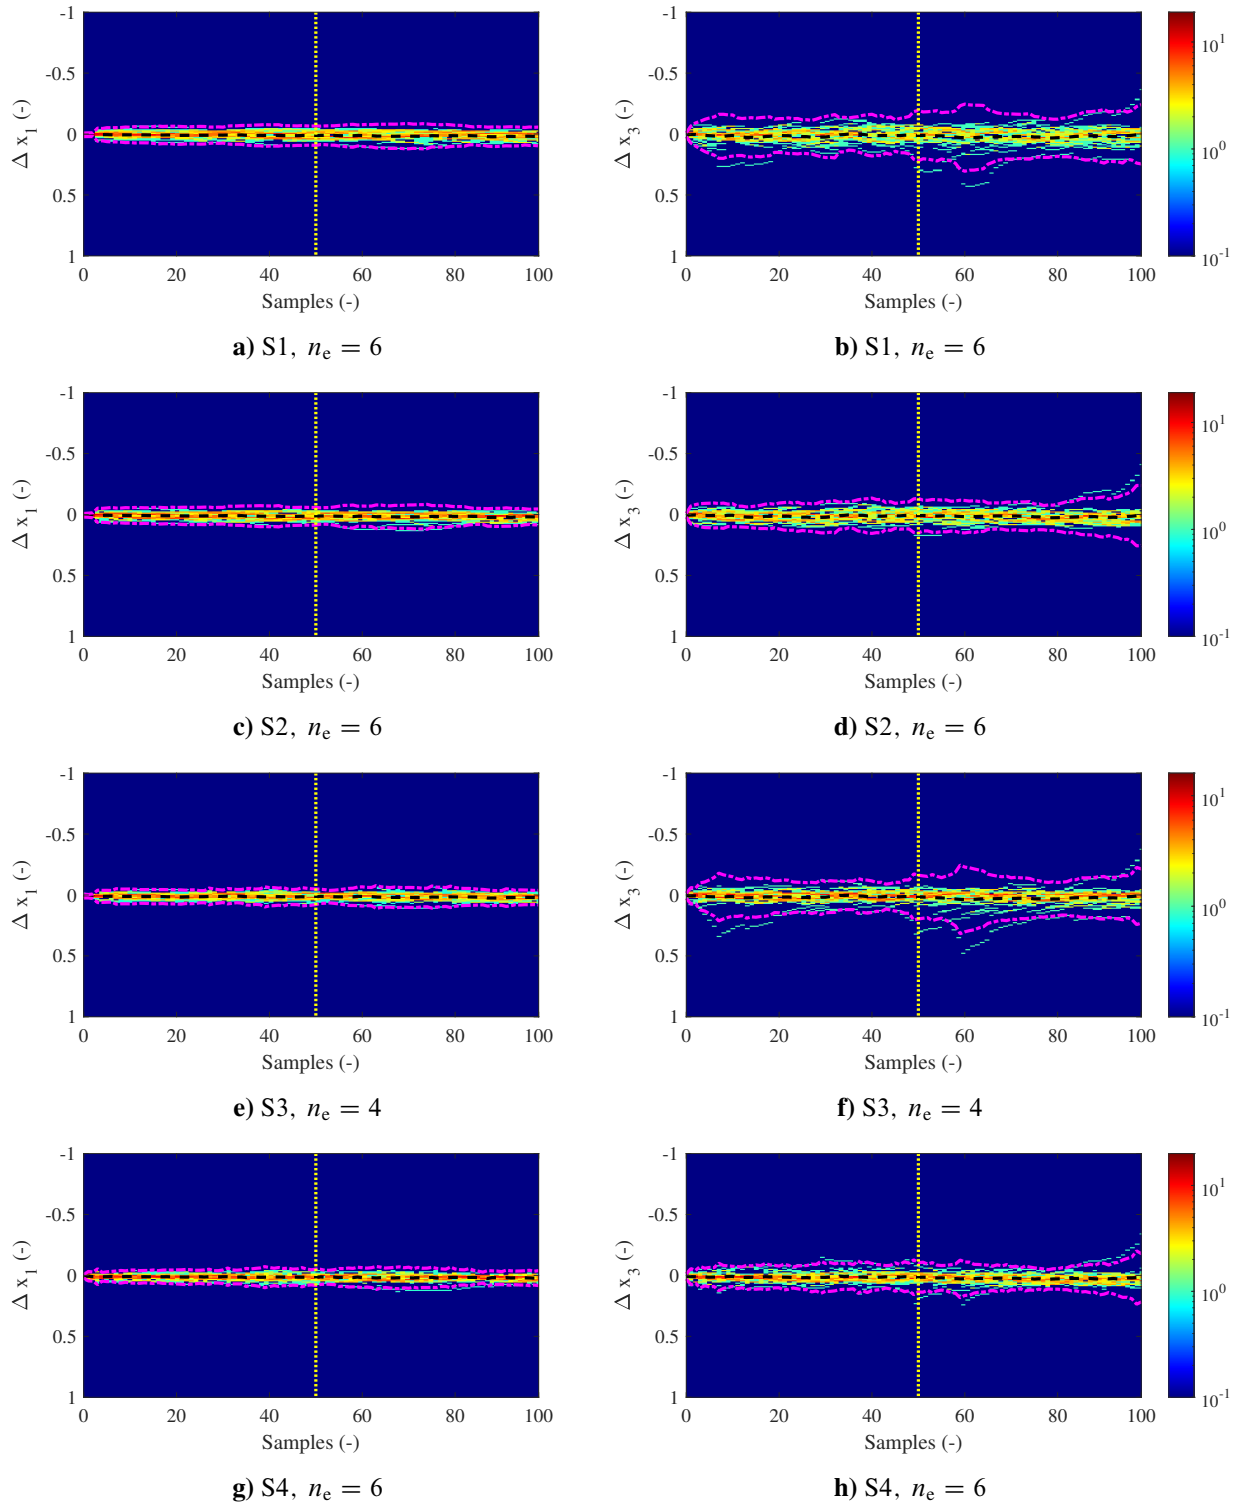 -1
-0.5
0
0.5
1
Δ x1 (-)
0 20 40 60 80 100
Samples (-)
a) S1, ne = 6
-1
-0.5
0
0.5
1
Δ x3 (-)
0 20 40 60 80 100
Samples (-)
10^1
10^0
10^-1
b) S1, ne = 6
-1
-0.5
0
0.5
1
Δ x1 (-)
0 20 40 60 80 100
Samples (-)
c) S2, ne = 6
-1
-0.5
0
0.5
1
Δ x3 (-)
0 20 40 60 80 100
Samples (-)
10^1
10^0
10^-1
d) S2, ne = 6
-1
-0.5
0
0.5
1
Δ x1 (-)
0 20 40 60 80 100
Samples (-)
e) S3, ne = 4
-1
-0.5
0
0.5
1
Δ x3 (-)
0 20 40 60 80 100
Samples (-)
10^1
10^0
10^-1
f) S3, ne = 4
-1
-0.5
0
0.5
1
Δ x1 (-)
0 20 40 60 80 100
Samples (-)
g) S4, ne = 6
-1
-0.5
0
0.5
1
Δ x3 (-)
0 20 40 60 80 100
Samples (-)
10^1
10^0
10^-1
h) S4, ne = 6